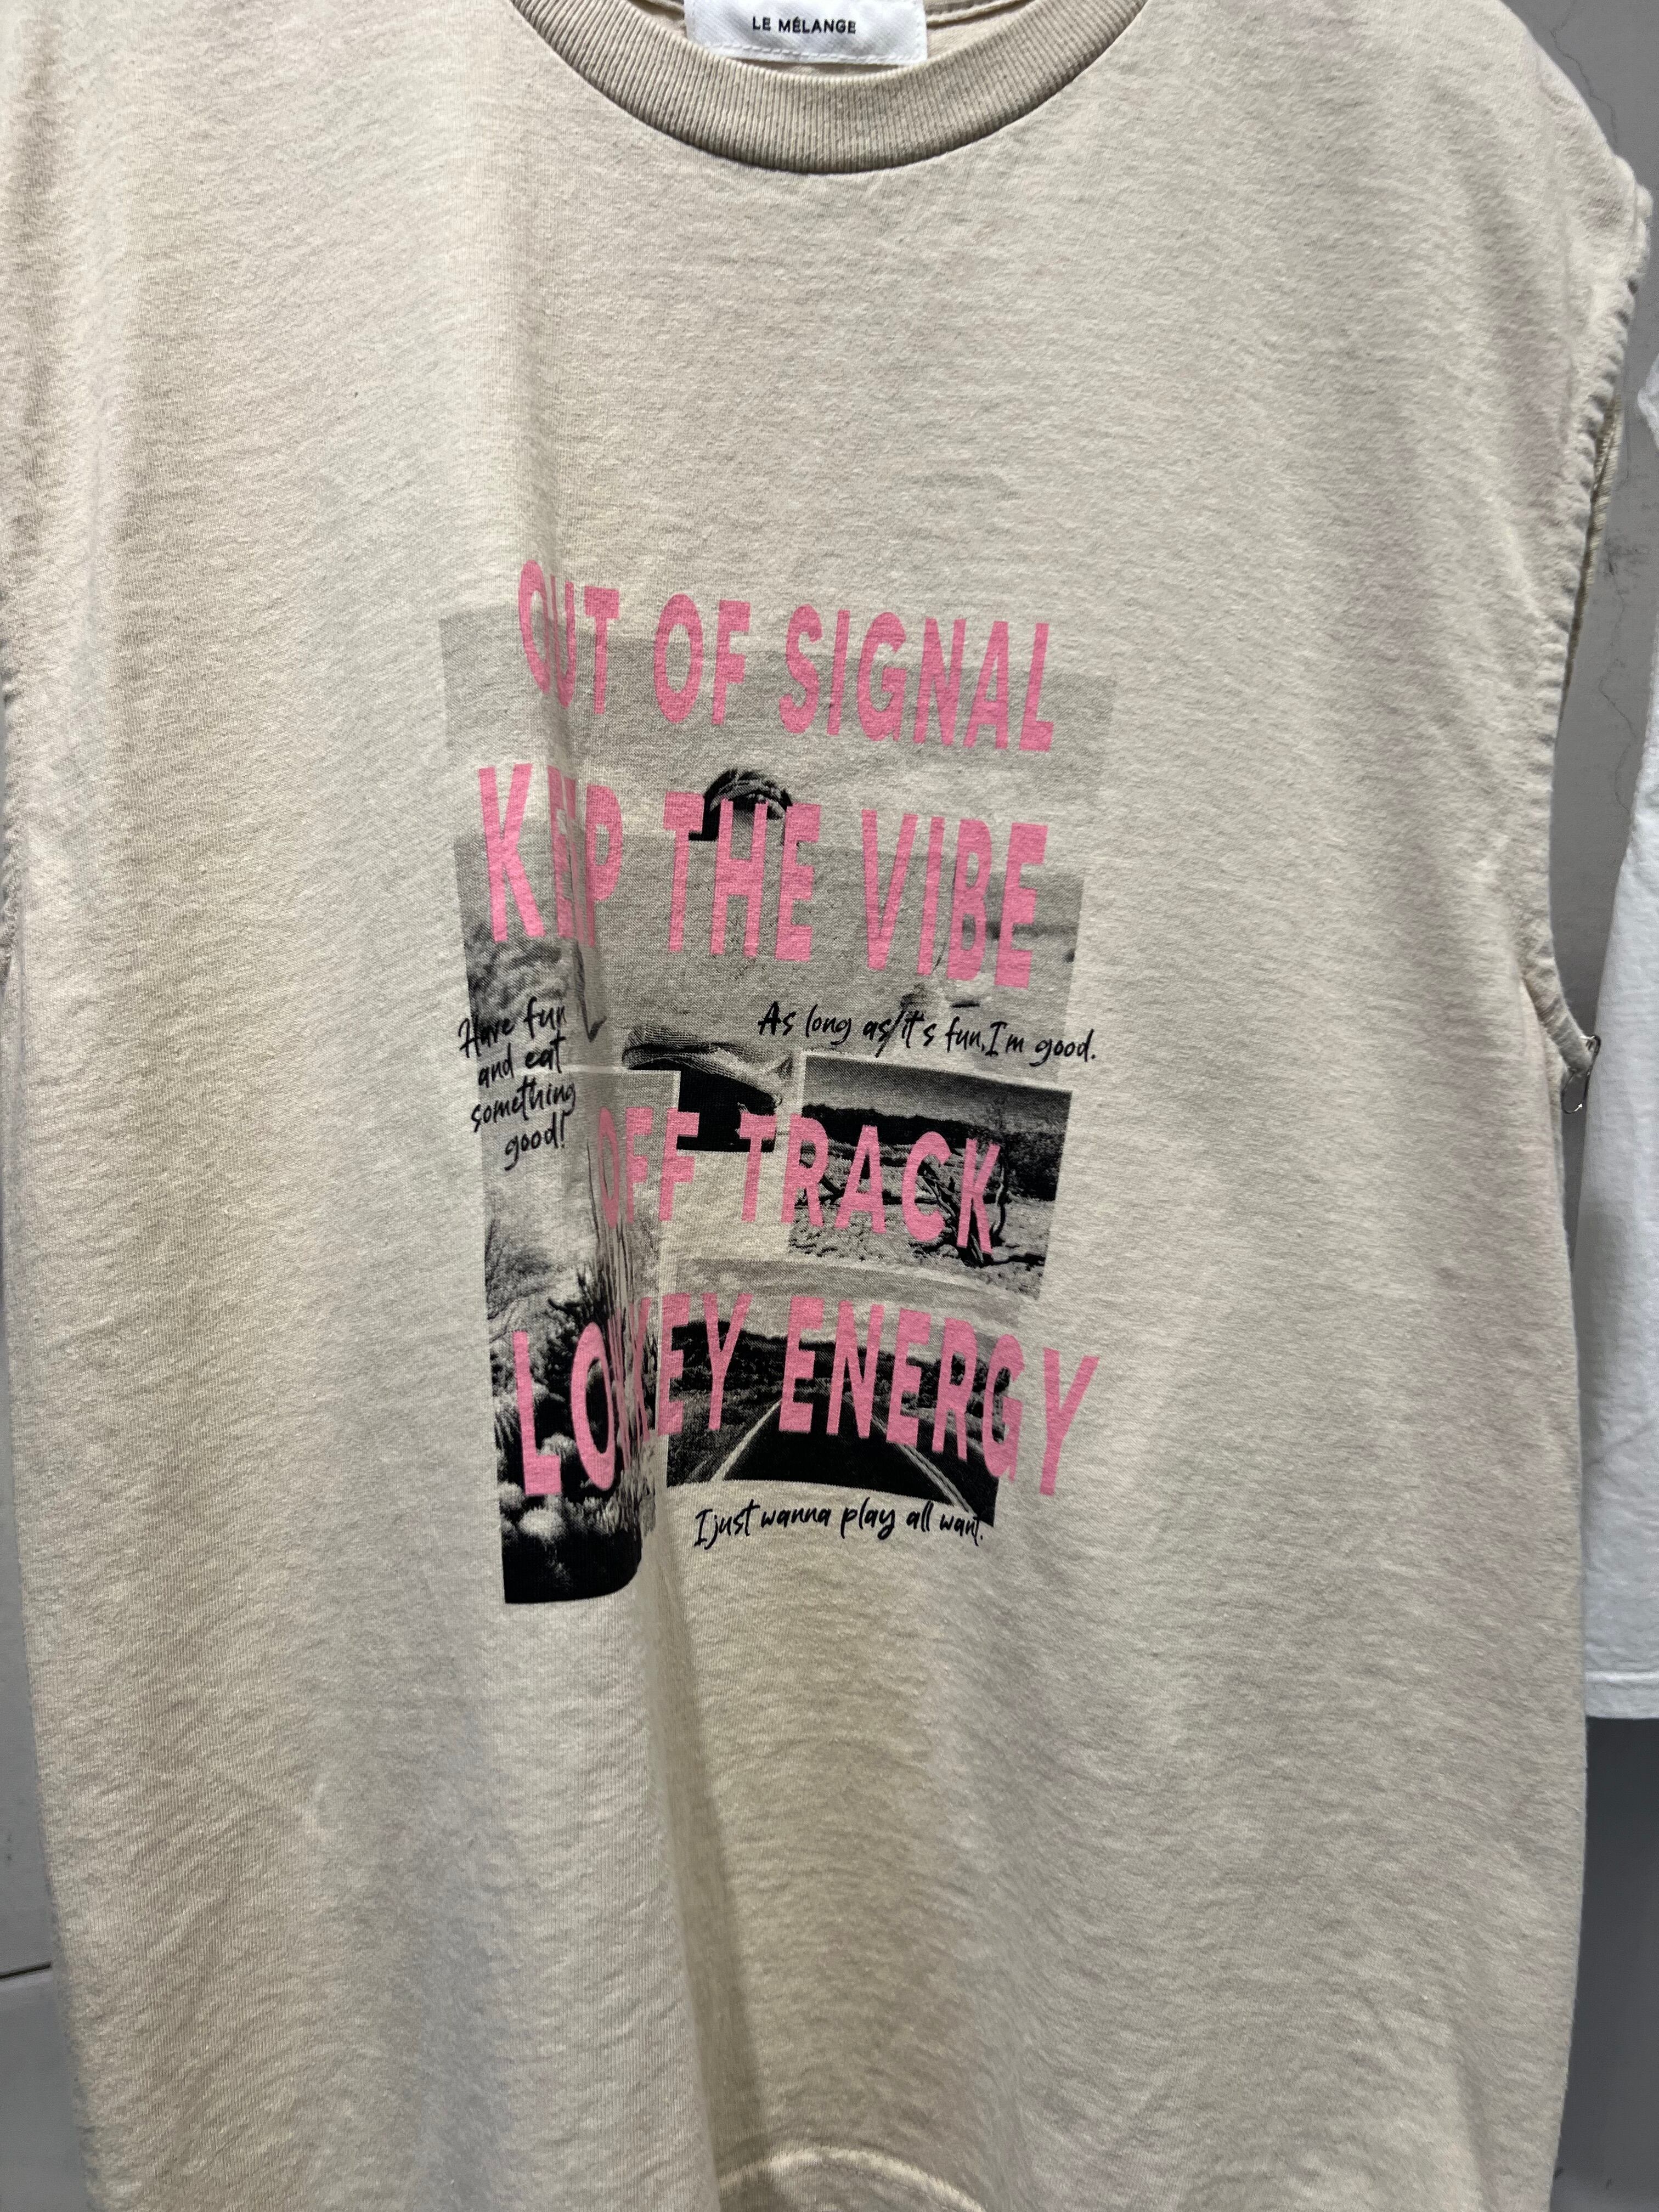 LE MÉLANGE
OUT OF SIGNAL
KEEP THE VIBE
As long as it's fun, I'm good.
Have fun
and eat
something
good!
OFF TRACK
LOWKEY ENERGY
I just wanna play all want.